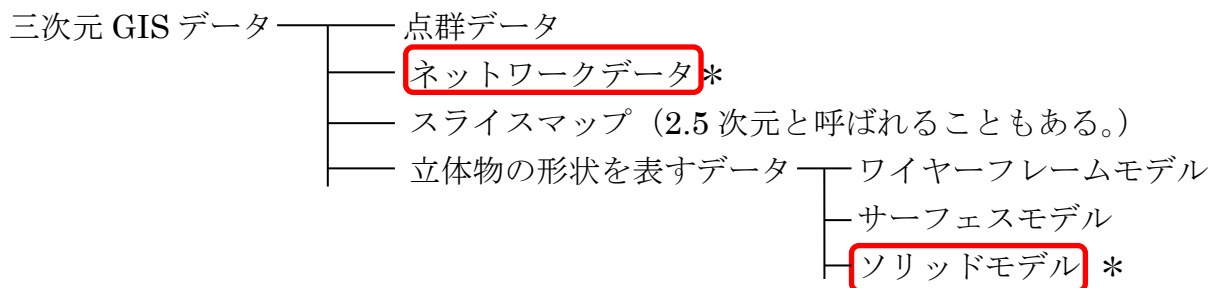 三次元 GIS データ 点群データ
ネットワークデータ*
スライスマップ（2.5 次元と呼ばれることもある。）
立体物の形状を表すデータ ワイヤーフレームモデル
サーフェスモデル
ソリッドモデル *